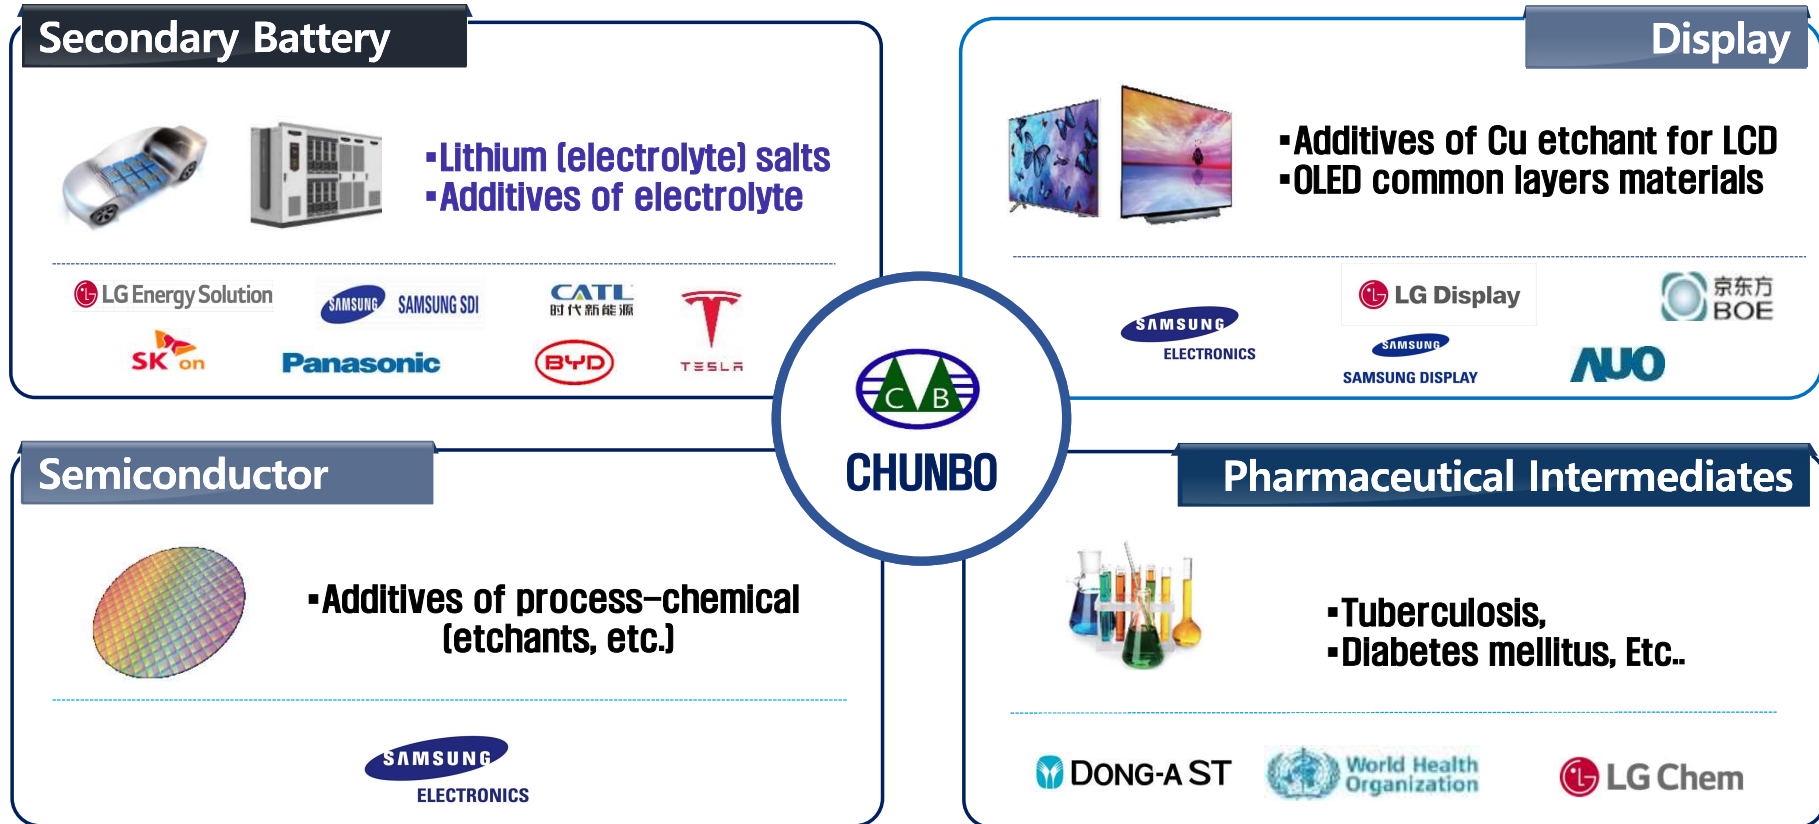 Secondary Battery
▪Lithium (electrolyte) salts
▪Additives of electrolyte
LG Energy Solution
SAMSUNG SAMSUNG SDI
CATL
时代新能源
TESLA
SK on
Panasonic
BYD
Display
▪Additives of Cu etchant for LCD
▪OLED common layers materials
SAMSUNG
ELECTRONICS
LG Display
SAMSUNG
SAMSUNG DISPLAY
京东方
BOE
AUO
CB
CHUNBO
Semiconductor
▪Additives of process-chemical
(etchants, etc.)
SAMSUNG
ELECTRONICS
Pharmaceutical Intermediates
▪Tuberculosis,
▪Diabetes mellitus, Etc..
DONG-A ST
World Health
Organization
LG Chem